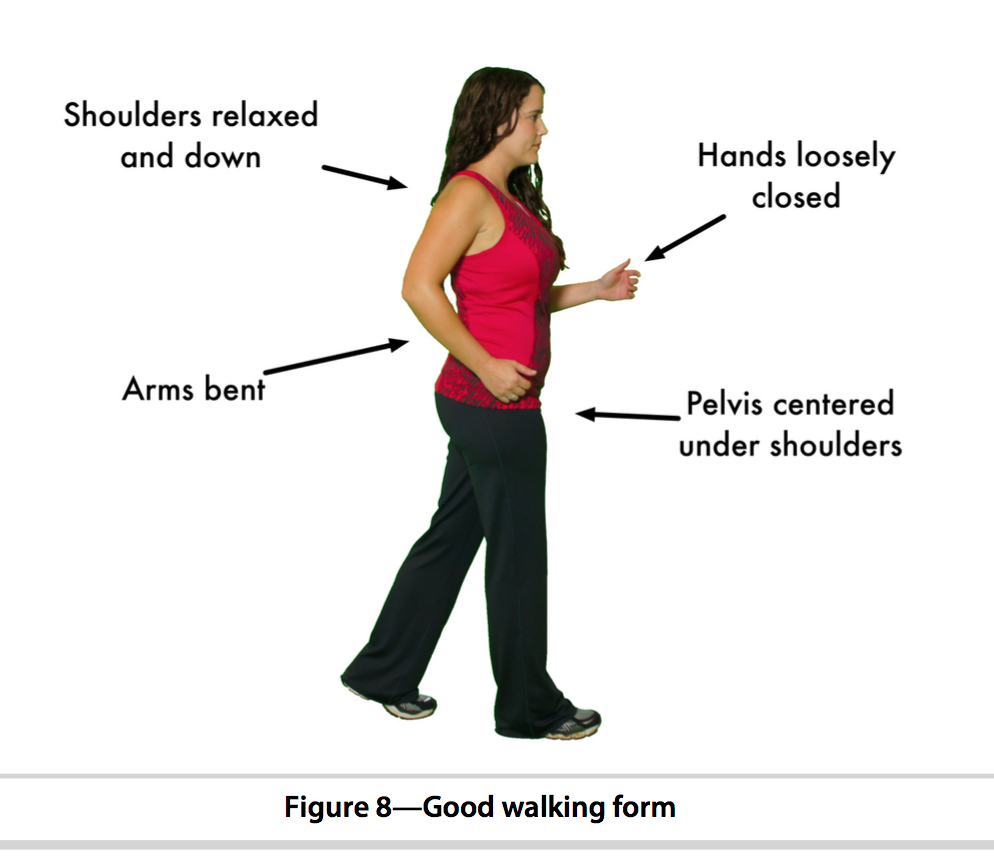 Shoulders relaxed
and down
Hands loosely
closed
Arms bent
Pelvis centered
under shoulders
Figure 8—Good walking form